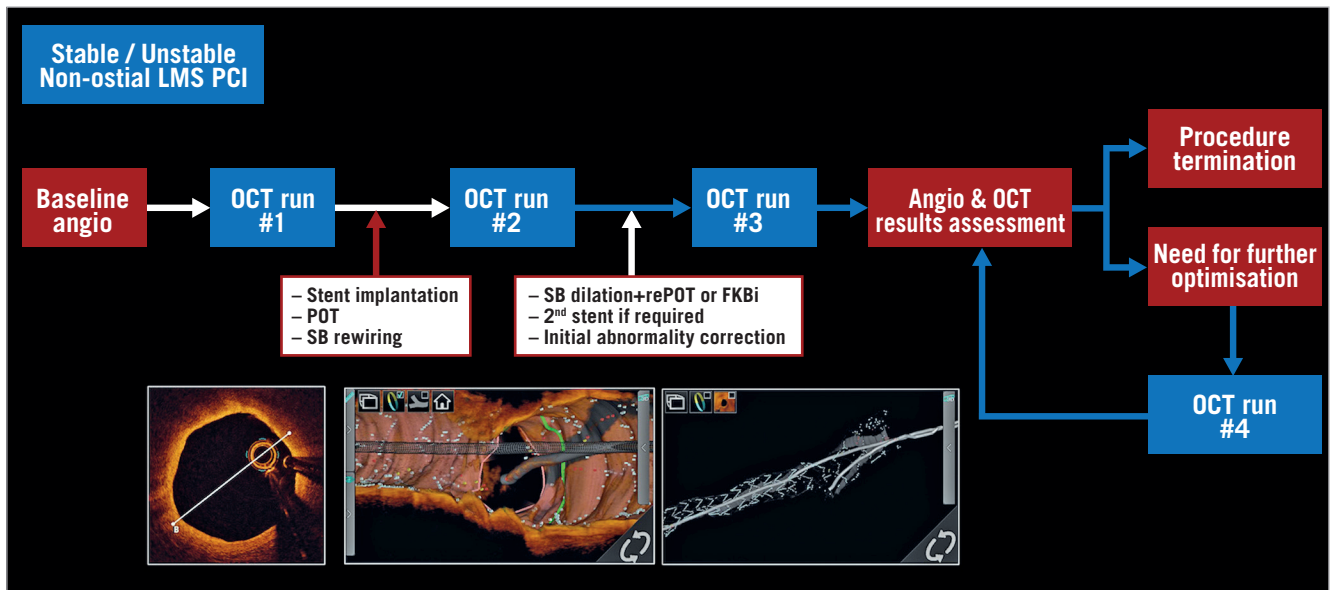 Stable / Unstable
Non-ostial LMS PCI
Baseline
angio
OCT run
#1
OCT run
#2
OCT run
#3
Angio & OCT
results assessment
Procedure
termination
Need for further
optimisation
OCT run
#4
– Stent implantation
– POT
– SB rewiring
– SB dilation+rePOT or FKBi
– 2nd stent if required
– Initial abnormality correction
B